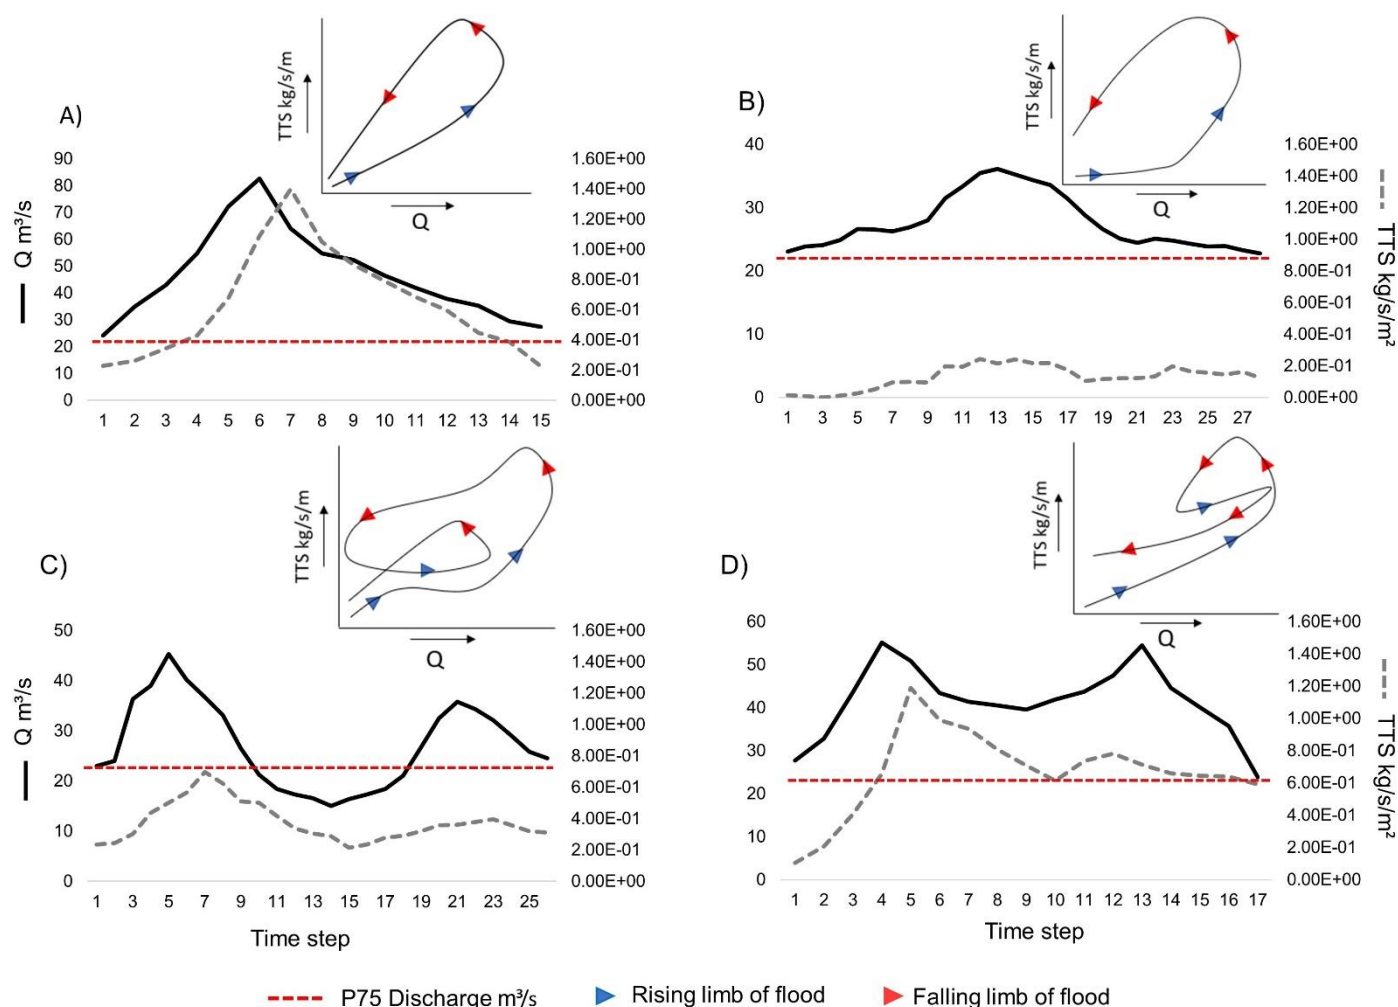 A)
TTS kg/s/m
Q
Q m³/s
90
80
70
60
50
40
30
20
10
0
1.60E+00
1.40E+00
1.20E+00
1.00E+00
8.00E-01
6.00E-01
4.00E-01
2.00E-01
0.00E+00
1 2 3 4 5 6 7 8 9 10 11 12 13 14 15
B)
TTS kg/s/m
Q
40
30
20
10
0
1.60E+00
1.40E+00
1.20E+00
1.00E+00
8.00E-01
6.00E-01
4.00E-01
2.00E-01
0.00E+00
TTS kg/s/m²
1 3 5 7 9 11 13 15 17 19 21 23 25 27
C)
TTS kg/s/m
Q
Q m³/s
50
40
30
20
10
0
1.60E+00
1.40E+00
1.20E+00
1.00E+00
8.00E-01
6.00E-01
4.00E-01
2.00E-01
0.00E+00
1 3 5 7 9 11 13 15 17 19 21 23 25
Time step
D)
TTS kg/s/m
Q
60
50
40
30
20
10
0
1.60E+00
1.40E+00
1.20E+00
1.00E+00
8.00E-01
6.00E-01
4.00E-01
2.00E-01
0.00E+00
TTS kg/s/m²
1 2 3 4 5 6 7 8 9 10 11 12 13 14 15 16 17
Time step
P75 Discharge m³/s
Rising limb of flood
Falling limb of flood